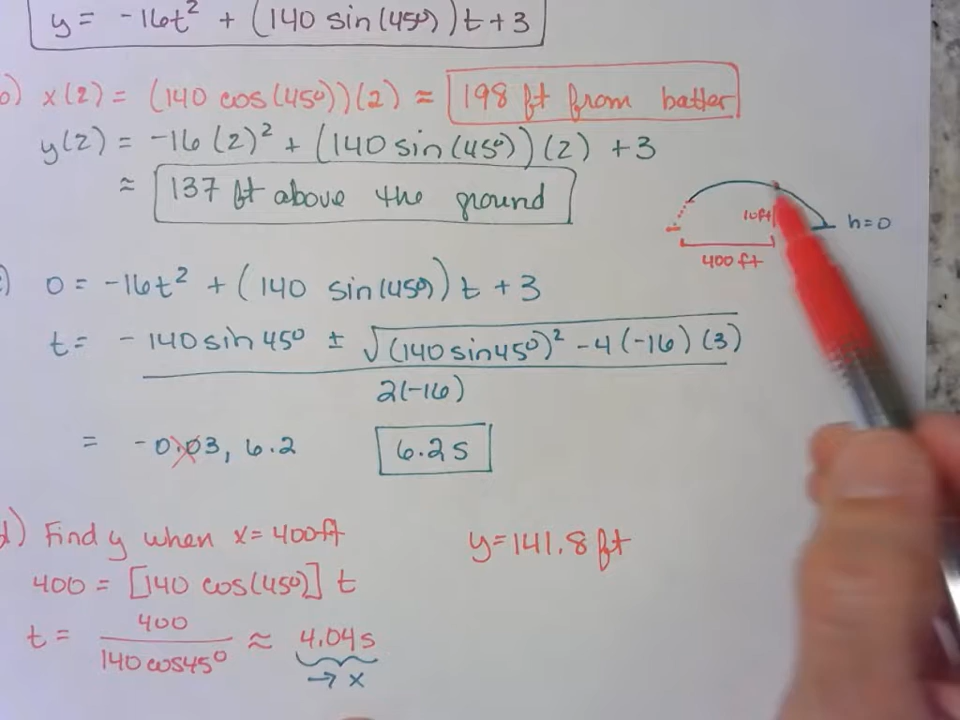 y = -16t² + (140 sin(45°))t+3
b) x(2) = (140 cos(45°))(2) ≈ 198 ft from batter
y(2) = -16(2)² + (140 sin(45°))(2) +3
≈ 137 ft above the ground
10ft
h=0
400 ft
c) 0 = -16t² + (140 sin(45°))t + 3
t = -140 sin 45° ± √(140 sin45°)² -4(-16)(3)
2(-16)
= -0.03, 6.2 6.2s
d) Find y when x= 400ft y=141.8 ft
400 = [140 cos(45°)] t
t = 400 ≈ 4.04s
140 cos45°
→ x